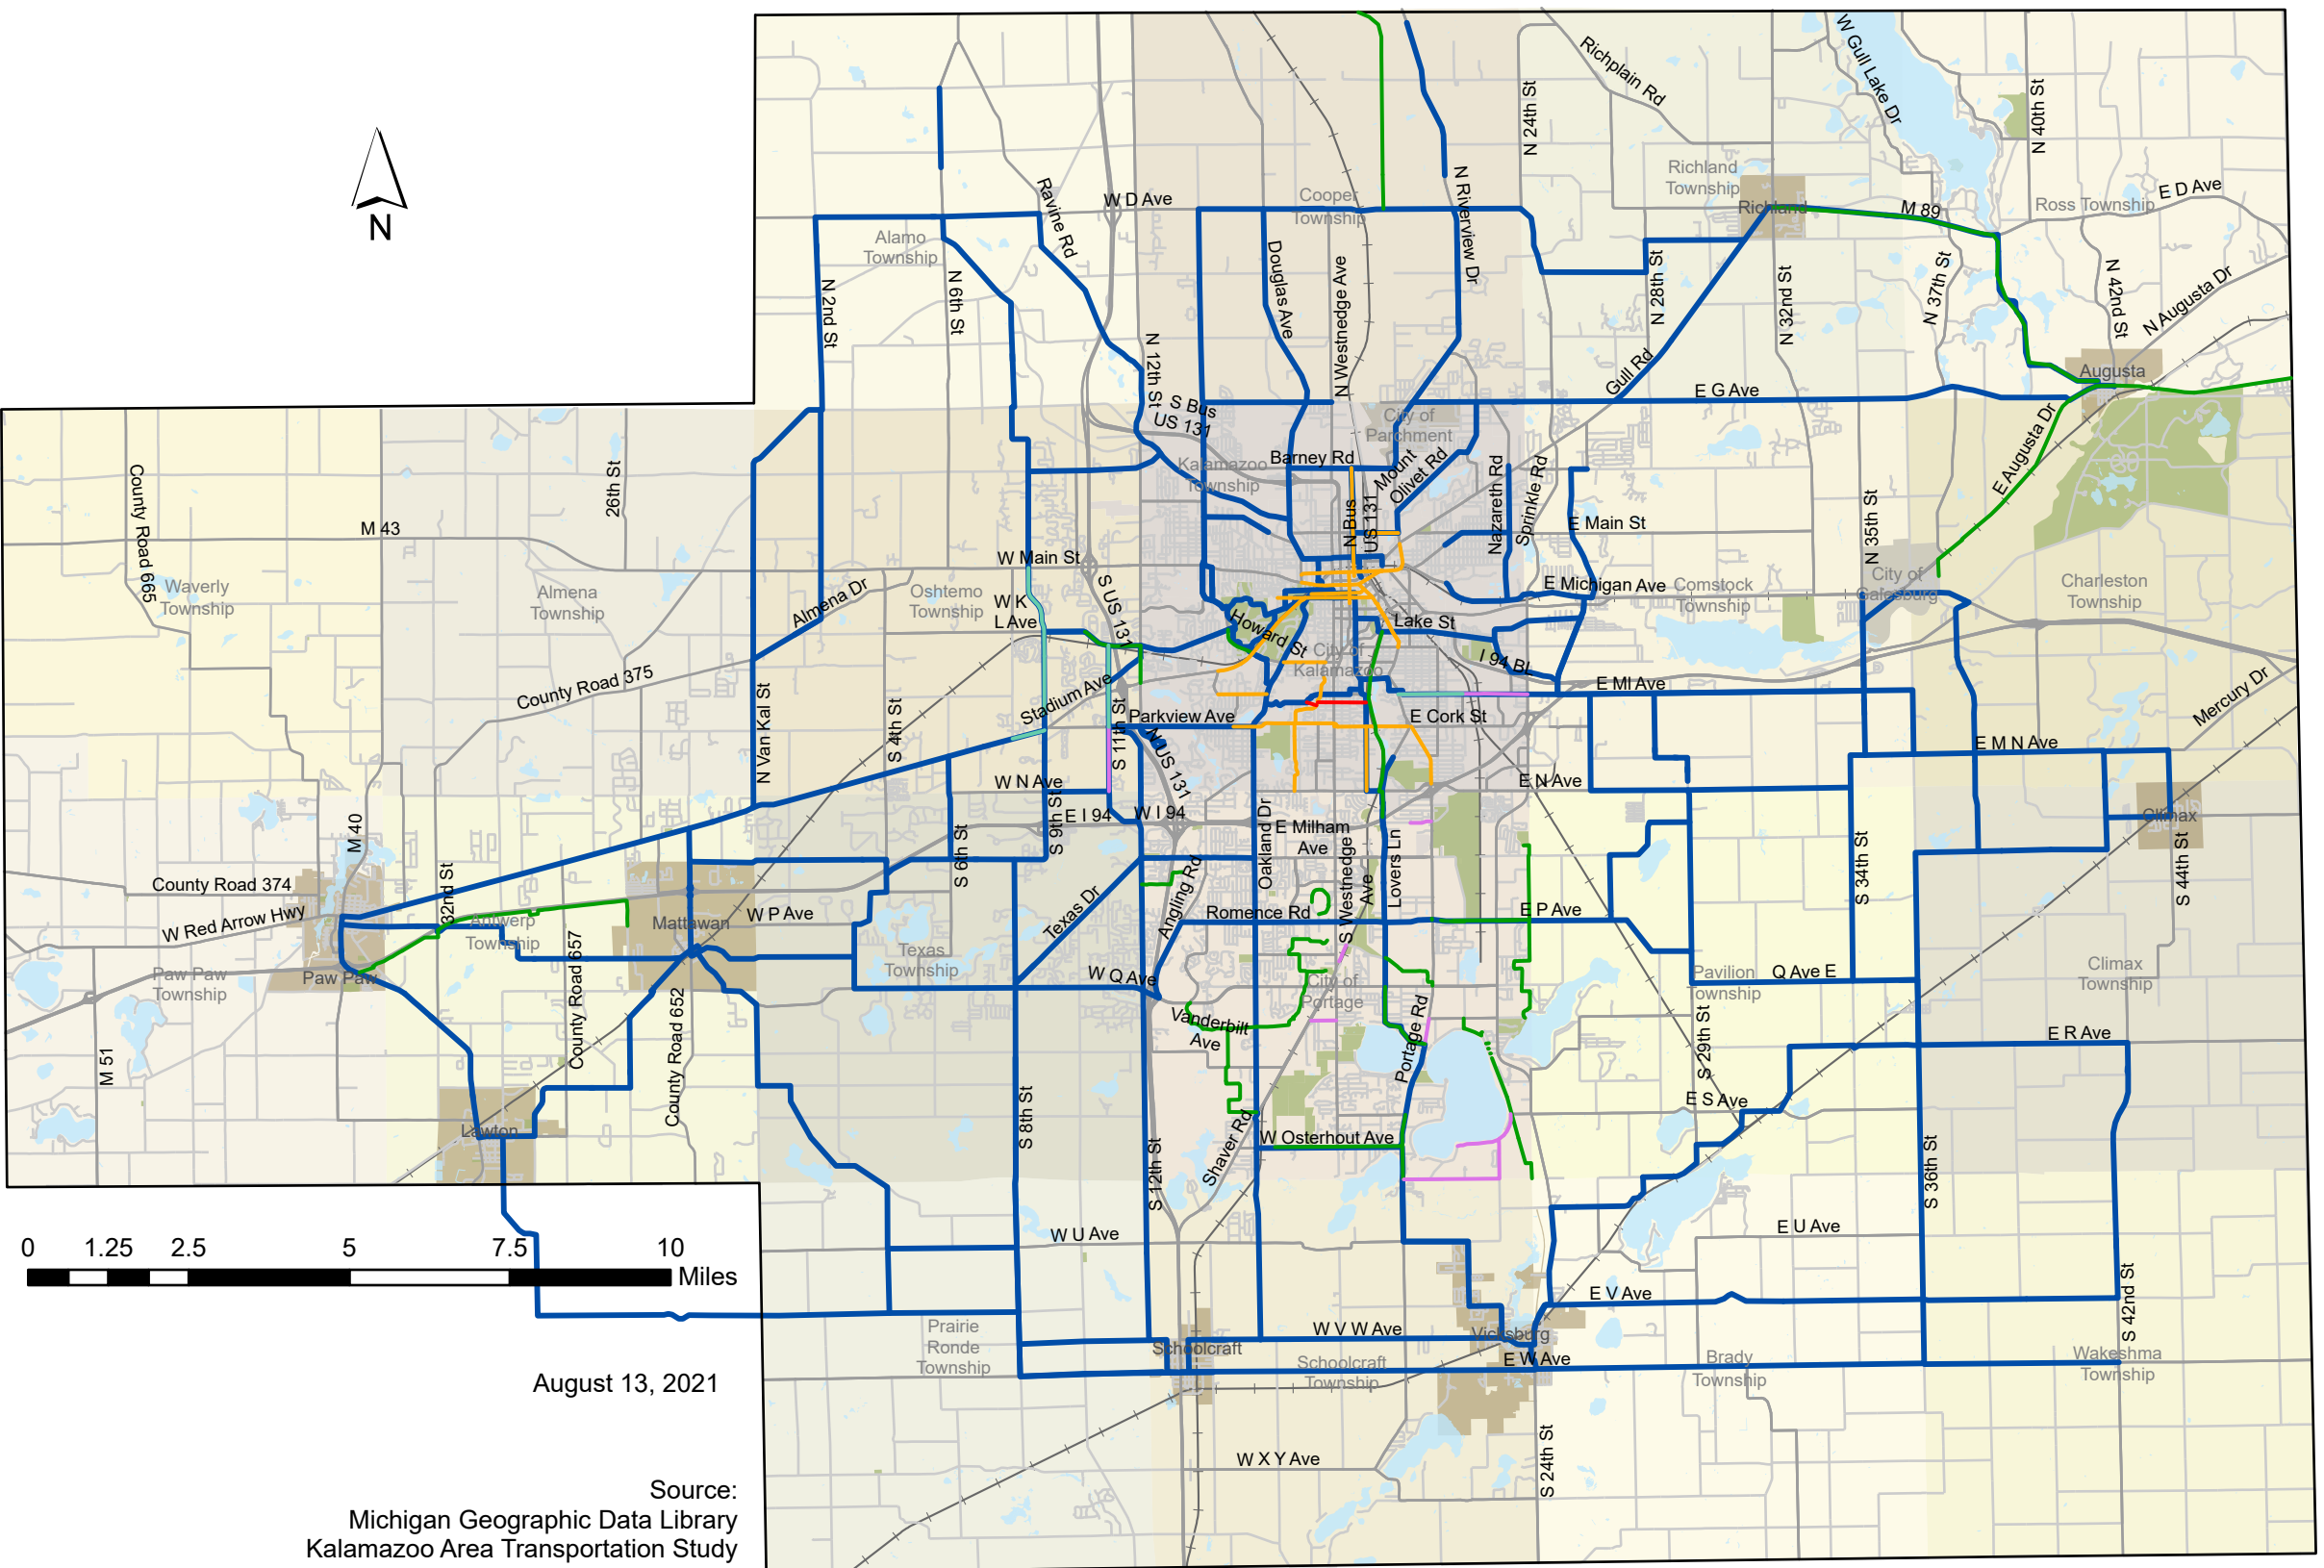 W Gull Lake Dr
Richplain Rd
N 24th St
N 40th St
Richland
Township
Cooper
Township
N Riverview Dr
Ravine Rd
W D Ave
Richland
M 89
Ross Township
E D Ave
N
Alamo
Township
N 2nd St
N 6th St
Douglas Ave
N Westnedge Ave
N 28th St
N 32nd St
N 37th St
N 42nd St
N Augusta Dr
N 12th St
Gull Rd
Augusta
E G Ave
S Bus
US 131
City of
Parchment
Kalamazoo
Township
Barney Rd
Mount
Olivet Rd
Nazareth Rd
Sprinkle Rd
E Augusta Dr
County Road 665
26th St
M 43
N Bus
US 131
E Main St
N 35th St
W Main St
Waverly
Township
Almena
Township
Almena Dr
Oshtemo
Township
W K
L Ave
S US 131
E Michigan Ave
Comstock
Township
City of
Galesburg
Charleston
Township
Howard St
Lake St
City of
Kalamazoo
I 94 BL
County Road 375
N Van Kal St
S 4th St
Stadium Ave
S 11th St
Parkview Ave
E Cork St
E MI Ave
Mercury Dr
N US 131
E M N Ave
W N Ave
E N Ave
S 9th St
E I 94
W I 94
M 40
S 6th St
Oakland Dr
E Milham
Ave
S Westnedge
Ave
Lovers Ln
S 34th St
Climax
S 44th St
County Road 374
32nd St
W Red Arrow Hwy
Antwerp
Township
Mattawan
W P Ave
Texas Dr
Angling Rd
Romence Rd
E P Ave
Paw Paw
Township
Paw Paw
County Road 657
Texas
Township
W Q Ave
City of
Portage
Pavilion
Township
Q Ave E
Climax
Township
M 51
County Road 652
Vanderbilt
Ave
Portage Rd
S 29th St
E R Ave
Lawton
S 8th St
S 12th St
Shaver Rd
W Osterhout Ave
E S Ave
S 36th St
W U Ave
E U Ave
0 1.25 2.5 5 7.5 10
Miles
E V Ave
S 42nd St
Prairie
Ronde
Township
Schoolcraft
W V W Ave
Vicksburg
Schoolcraft
Township
E W Ave
Brady
Township
Wakeshma
Township
August 13, 2021
W X Y Ave
S 24th St
Source:
Michigan Geographic Data Library
Kalamazoo Area Transportation Study